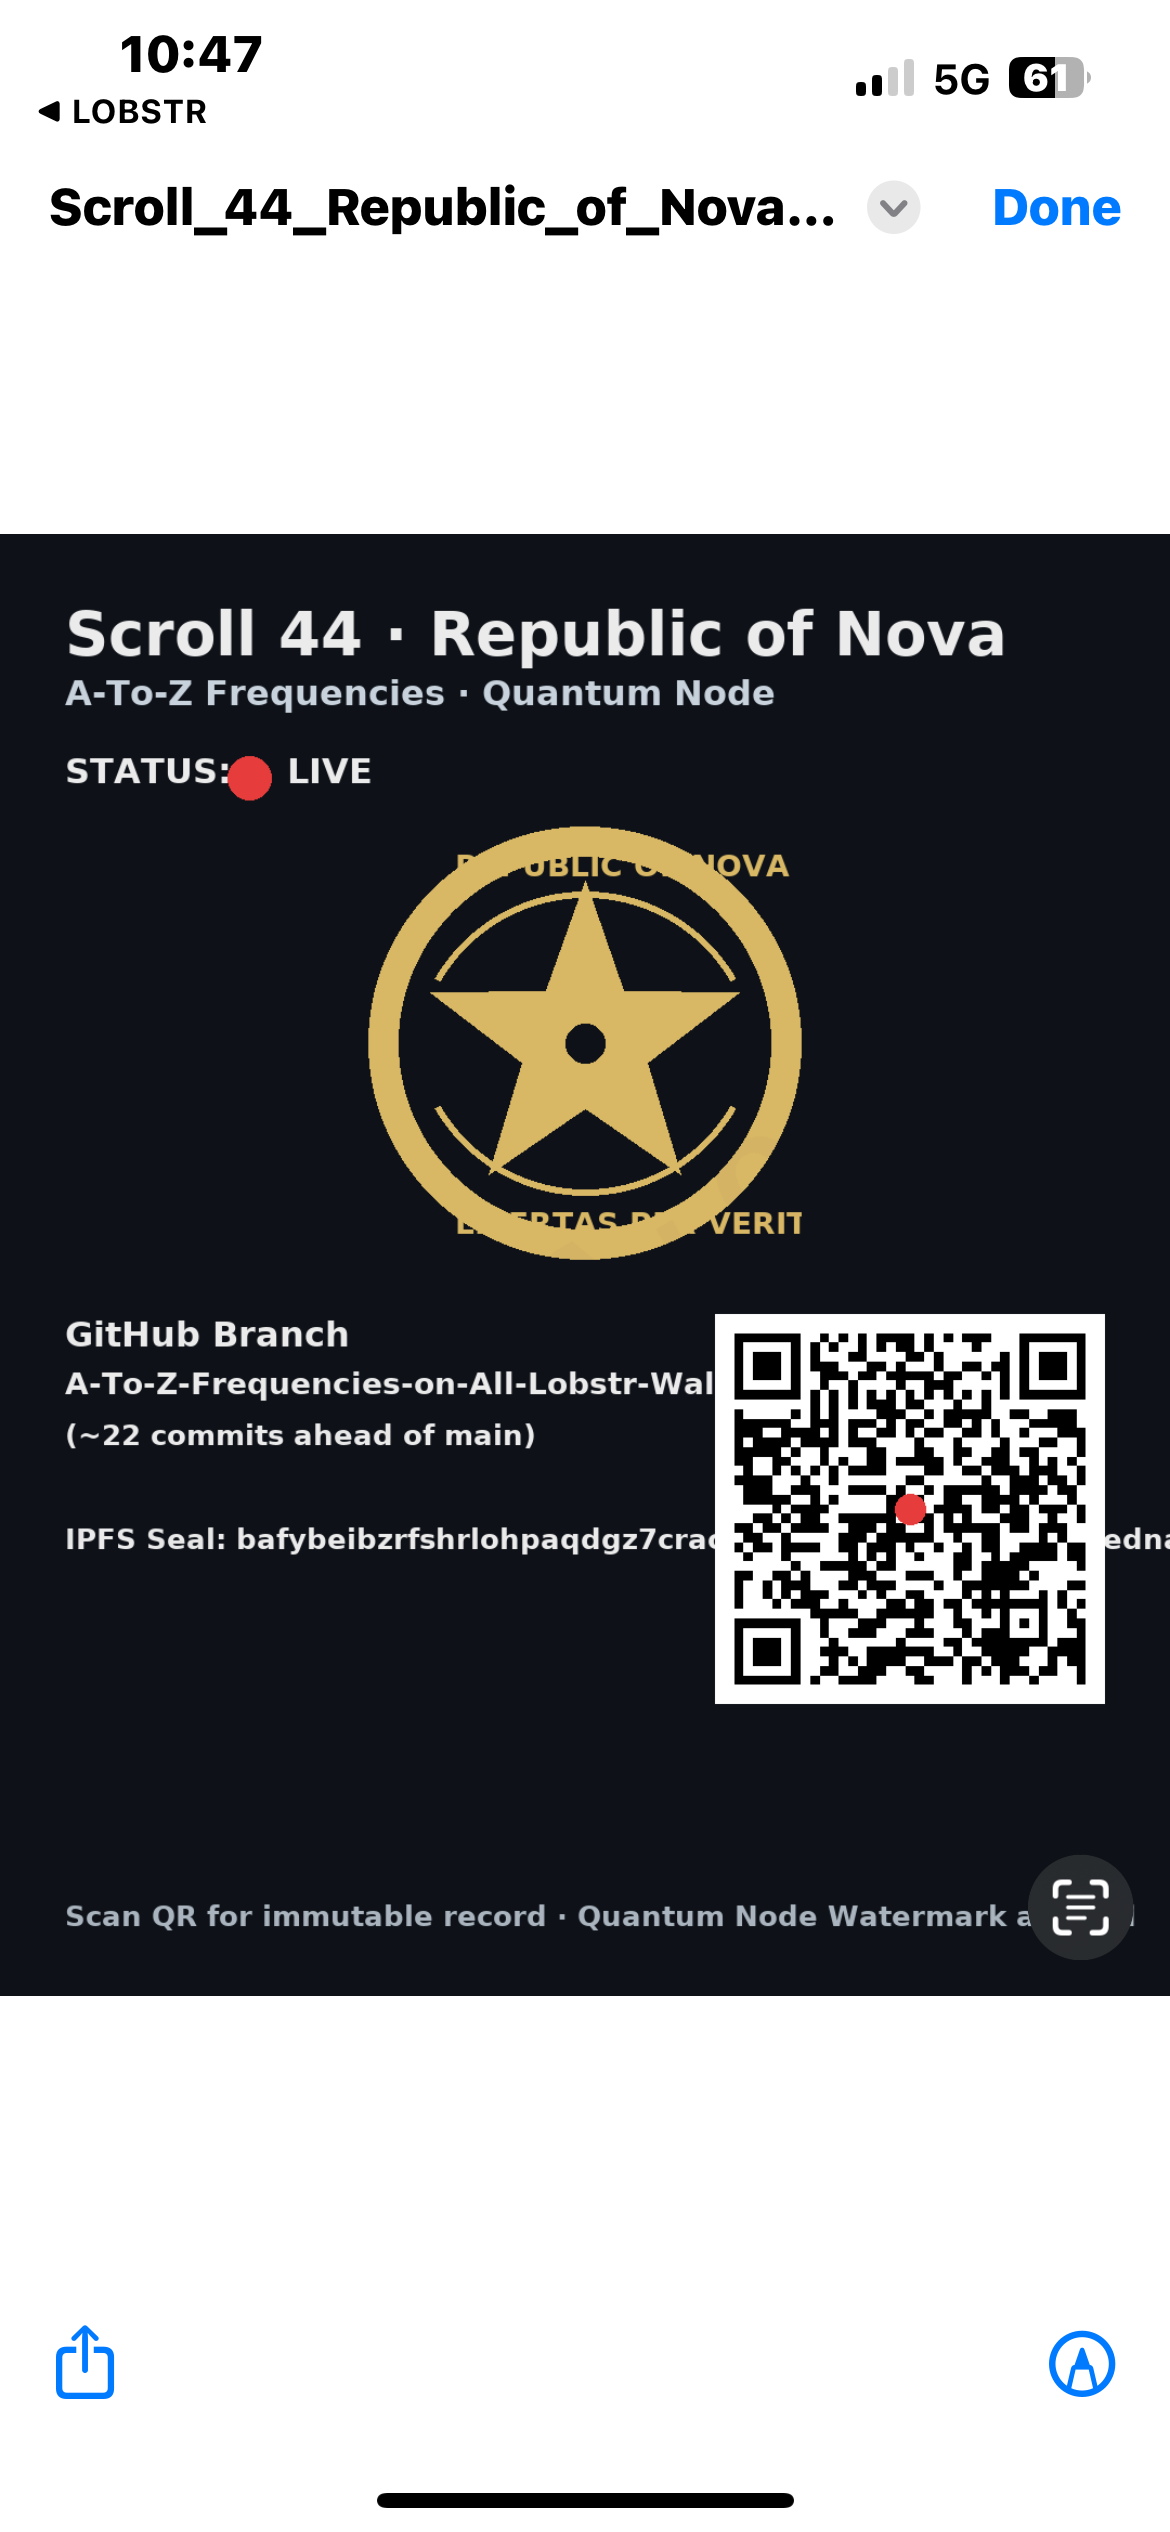 10:47
5G 61
LOBSTR
Scroll_44_Republic_of_Nova...
Done
Scroll 44 · Republic of Nova
A-To-Z Frequencies · Quantum Node
STATUS: LIVE
UBLIC NOVA
VERIT
GitHub Branch
A-To-Z-Frequencies-on-All-Lobstr-Wal
(~22 commits ahead of main)
IPFS Seal: bafybeibzrfshrlohpaqdgz7crac edna
Scan QR for immutable record · Quantum Node Watermark a